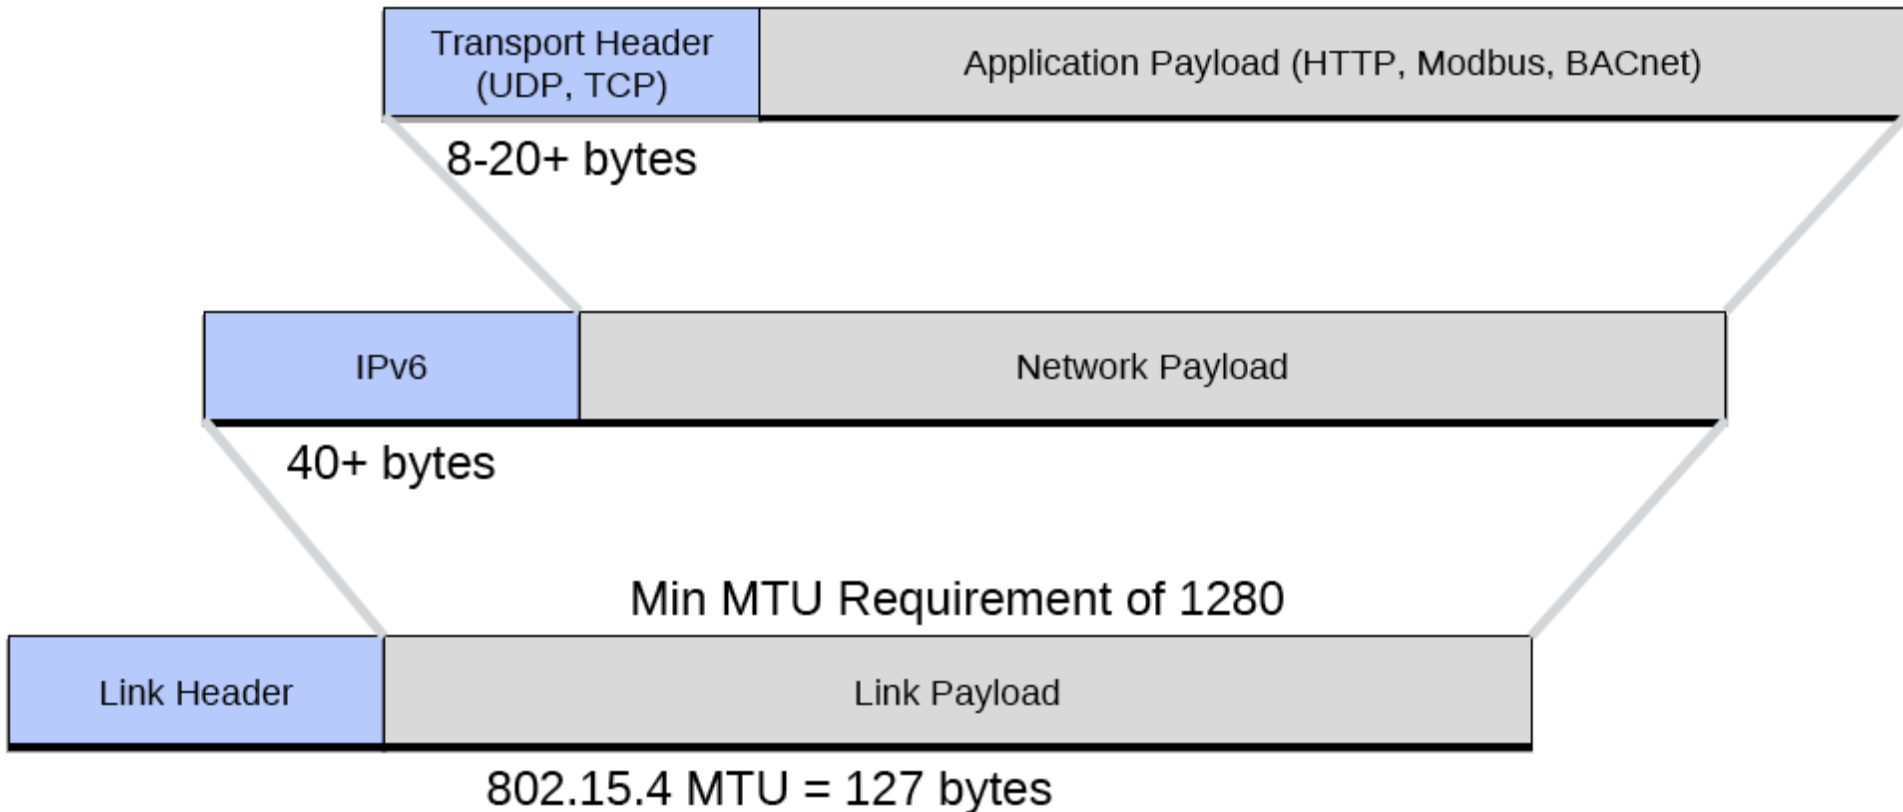 Transport Header
(UDP, TCP)
Application Payload (HTTP, Modbus, BACnet)
8-20+ bytes
IPv6
Network Payload
40+ bytes
Min MTU Requirement of 1280
Link Header
Link Payload
802.15.4 MTU = 127 bytes